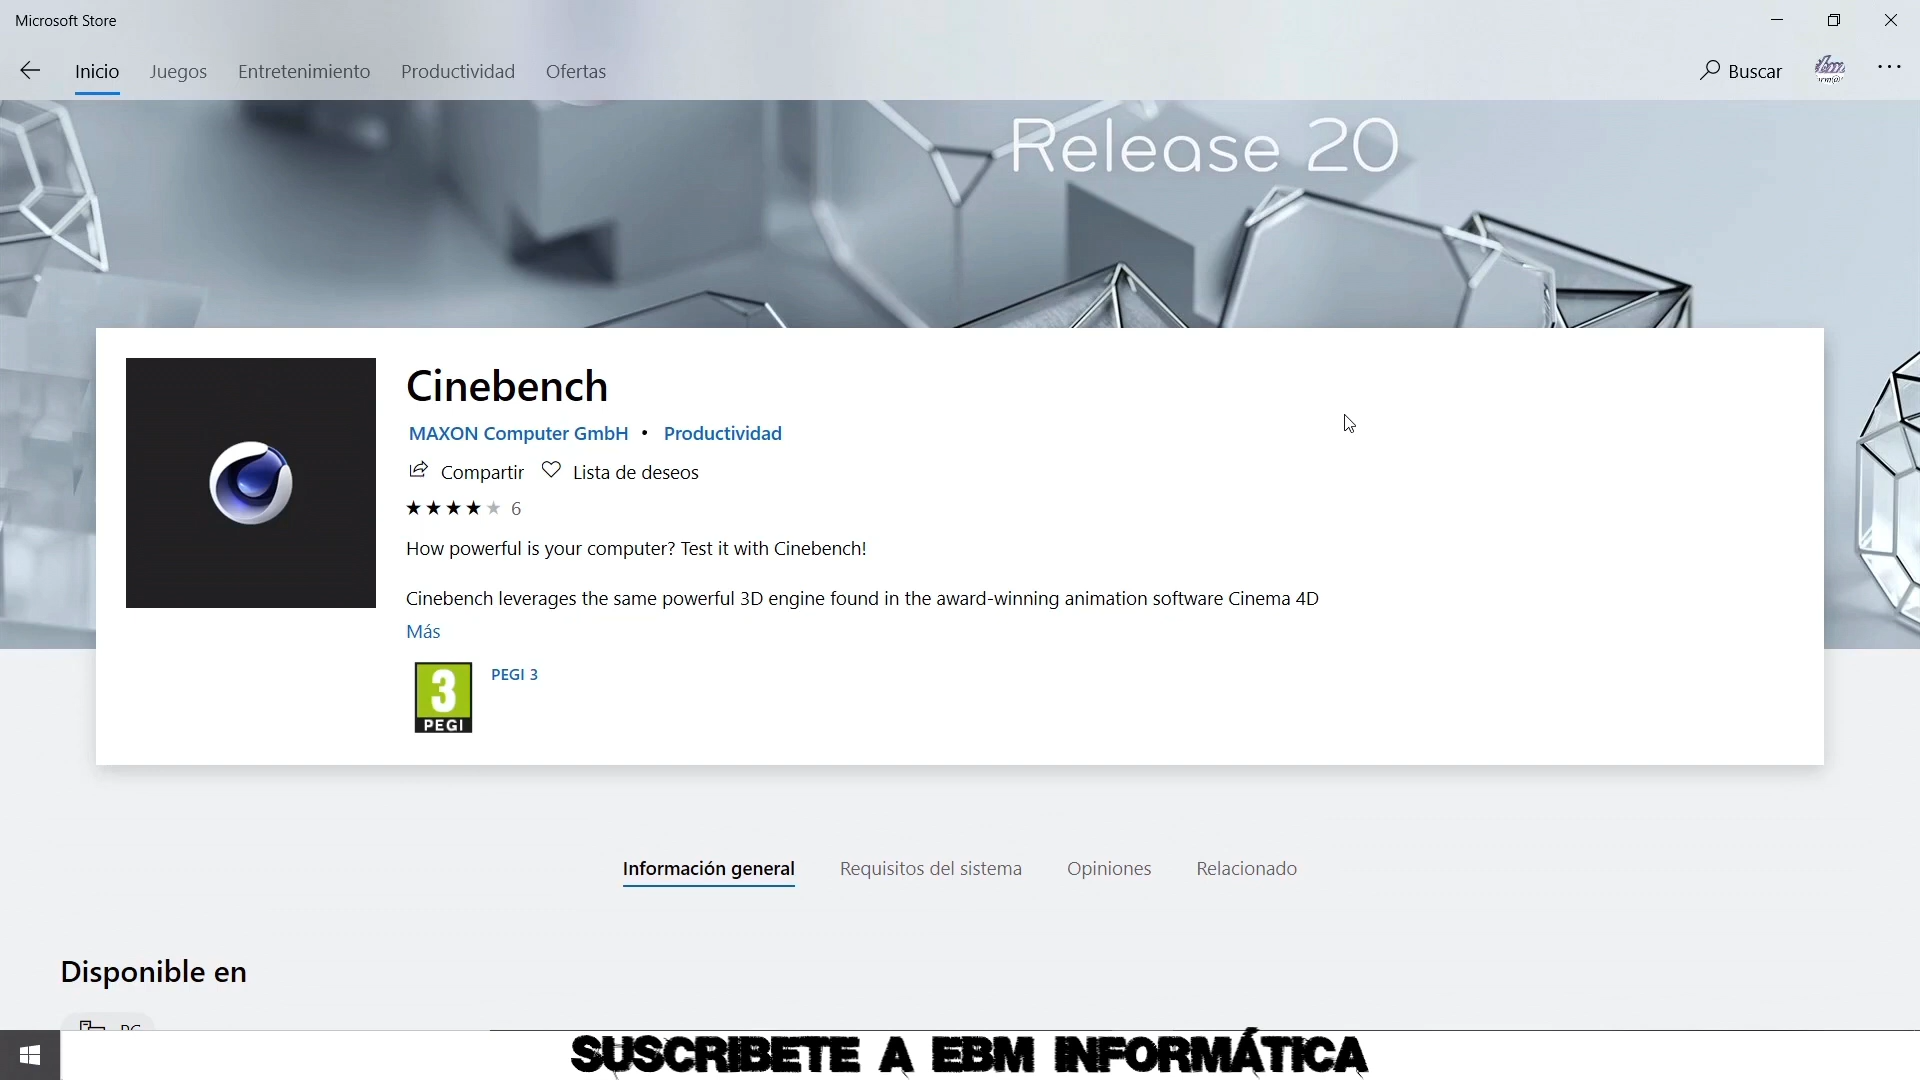 Microsoft Store
Inicio Juegos Entretenimiento Productividad Ofertas Buscar
Release 20
Cinebench
MAXON Computer GmbH • Productividad
Compartir Lista de deseos
6
How powerful is your computer? Test it with Cinebench!
Cinebench leverages the same powerful 3D engine found in the award-winning animation software Cinema 4D
Más
3
PEGI
PEGI 3
Información general Requisitos del sistema Opiniones Relacionado
Disponible en
PC
SUSCRIBETE A EBM INFORMÁTICA